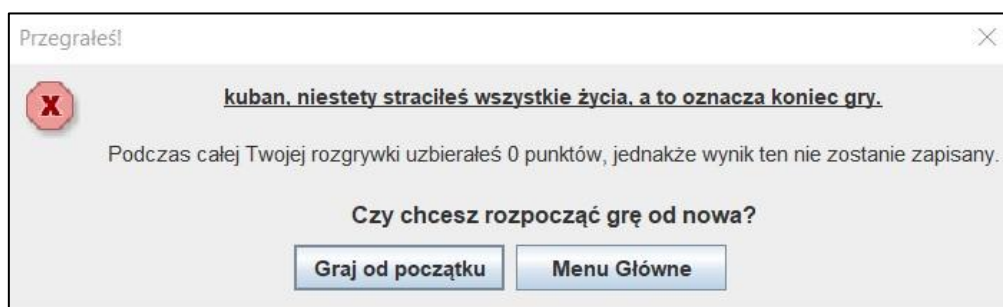 Przegrałeś!
kuban, niestety straciłeś wszystkie życia, a to oznacza koniec gry.
Podczas całej Twojej rozgrywki uzbierałeś 0 punktów, jednakże wynik ten nie zostanie zapisany.
Czy chcesz rozpocząć grę od nowa?
Graj od początku Menu Główne